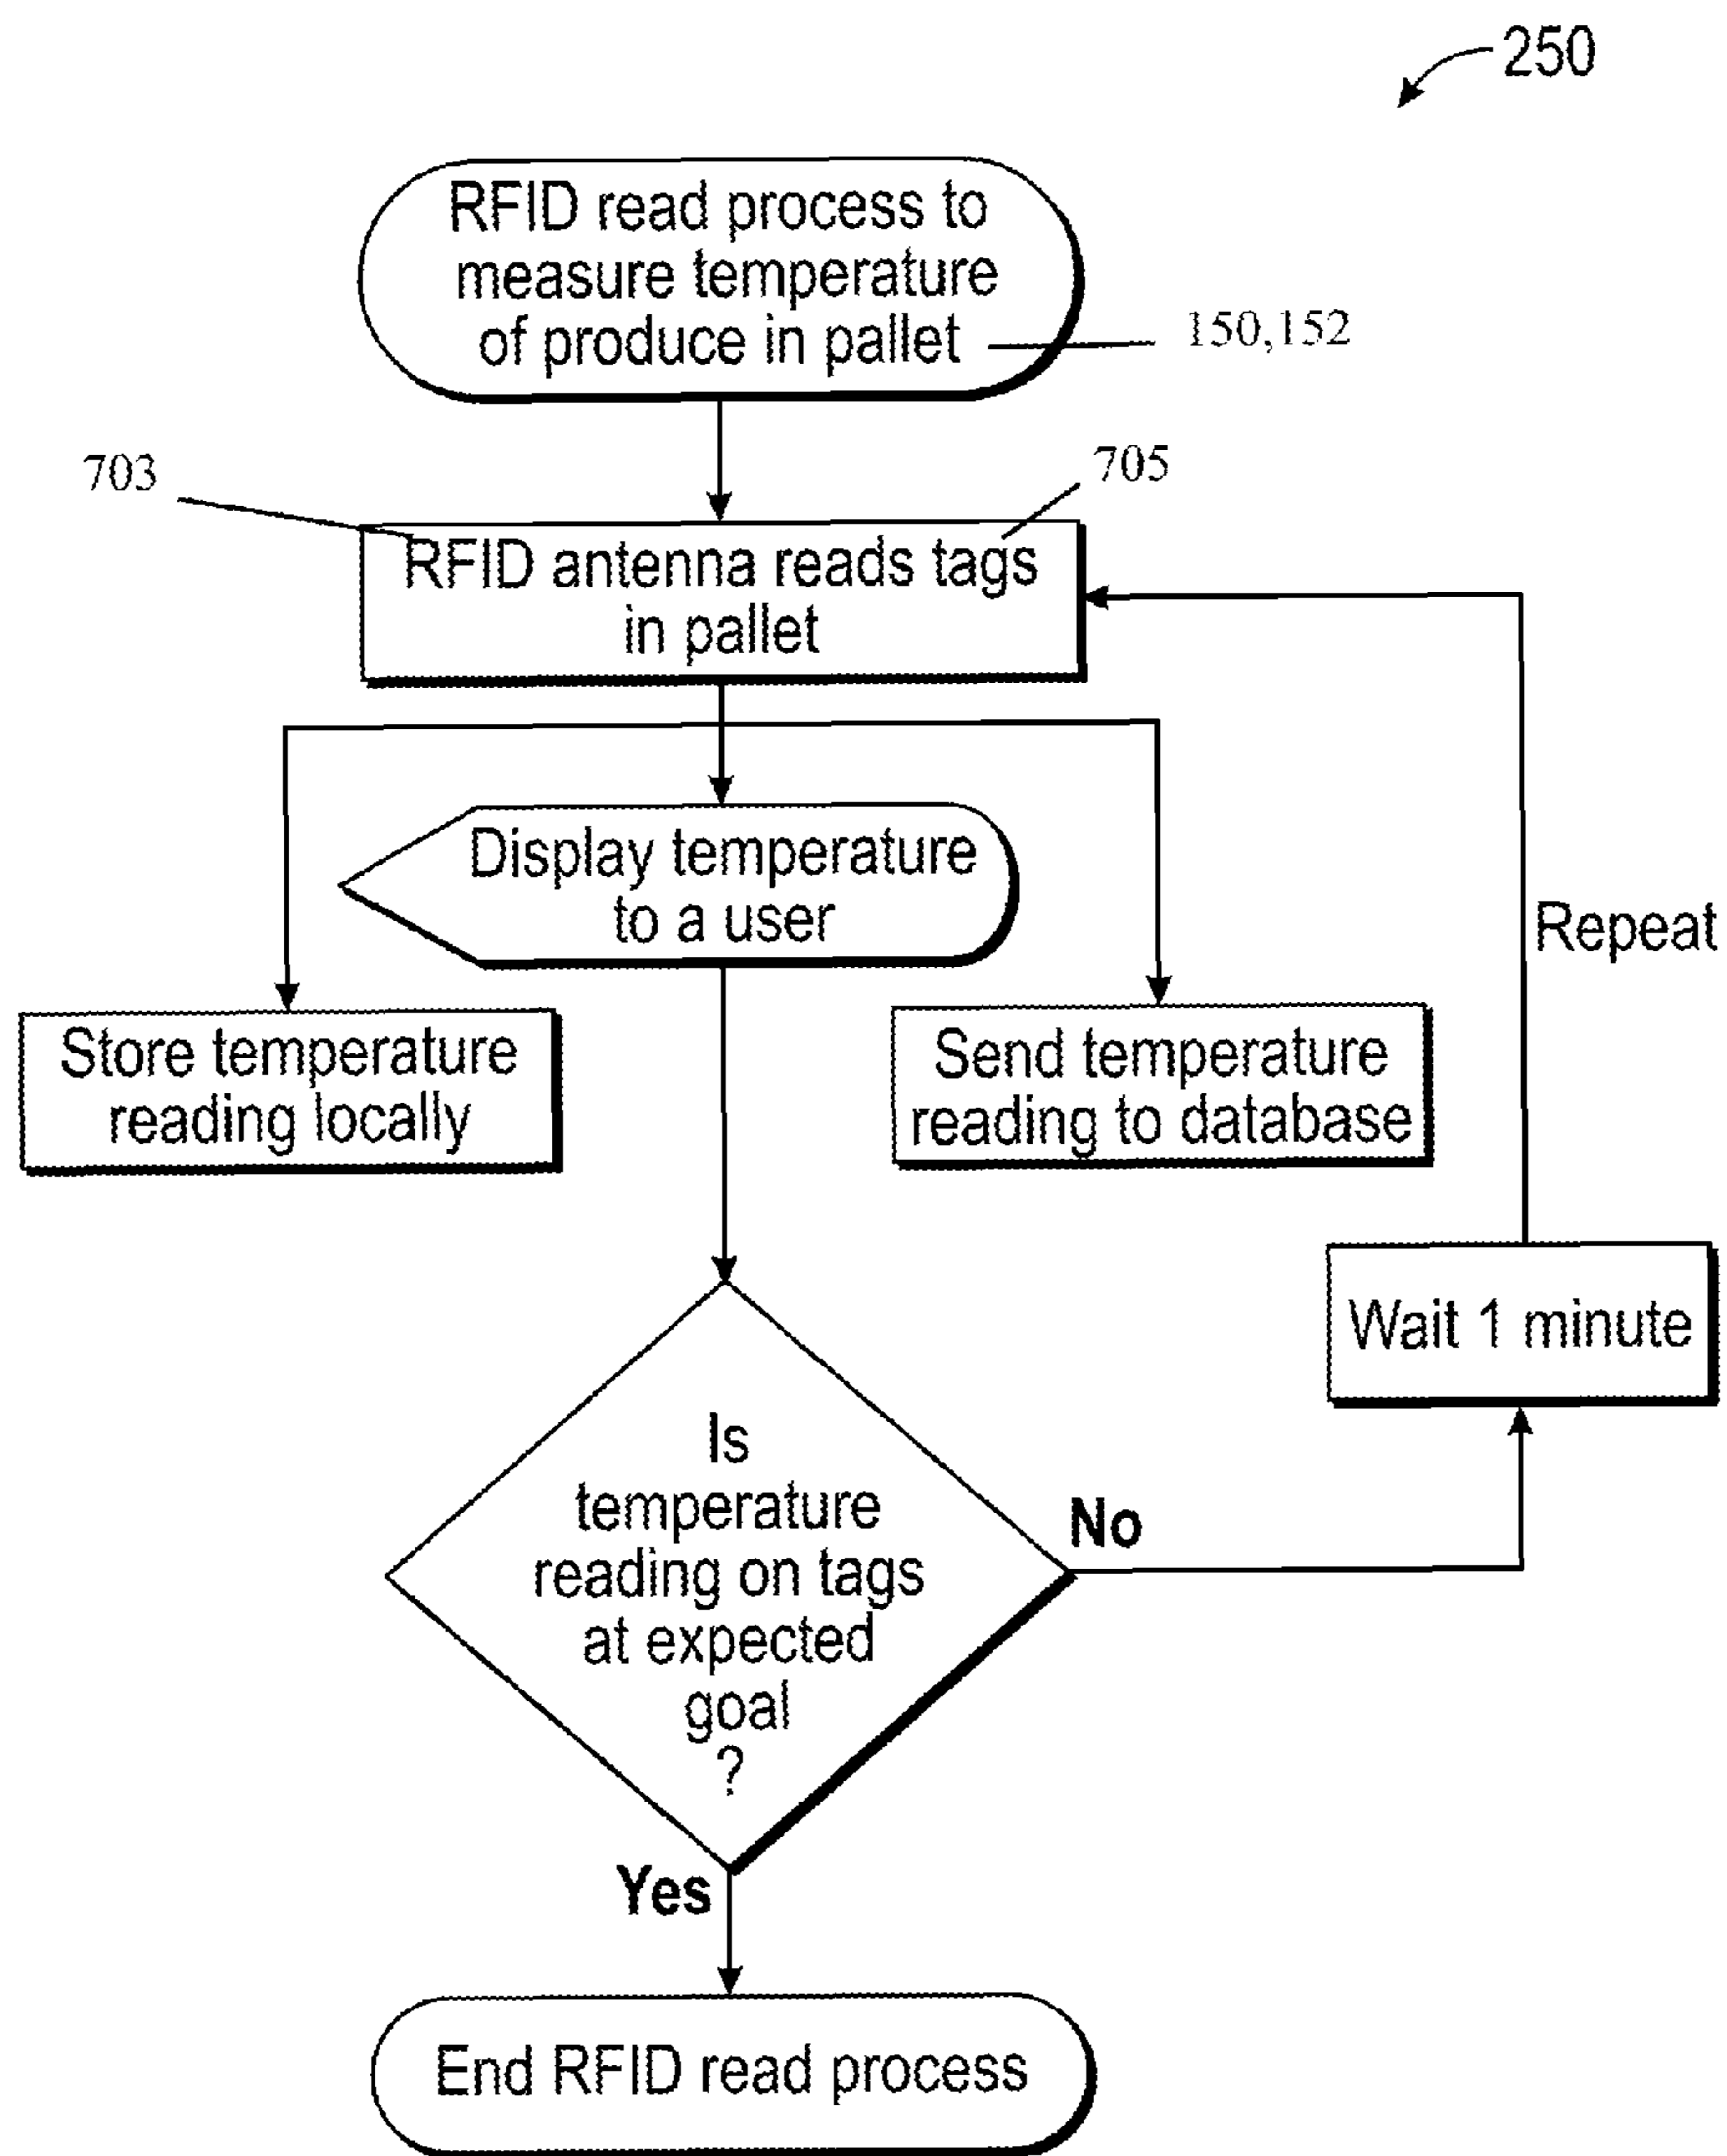 250
RFID read process to
measure temperature
of produce in pallet
150,152
703
705
RFID antenna reads tags
in pallet
Display temperature
to a user
Repeat
Store temperature
reading locally
Send temperature
reading to database
Wait 1 minute
Is
temperature
reading on tags
at expected
goal
?
No
Yes
End RFID read process